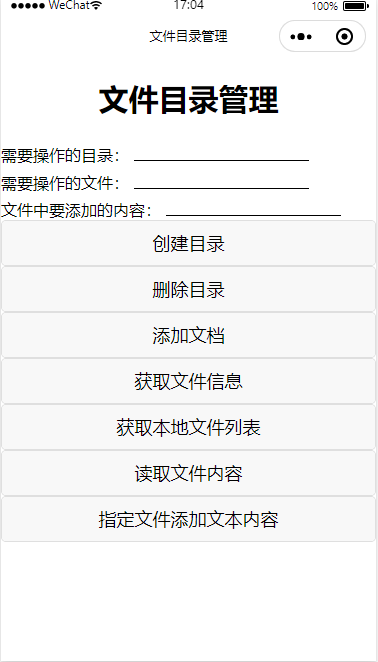 WeChat 17:04 100%
文件目录管理
文件目录管理
需要操作的目录：
需要操作的文件：
文件中要添加的内容：
创建目录
删除目录
添加文档
获取文件信息
获取本地文件列表
读取文件内容
指定文件添加文本内容